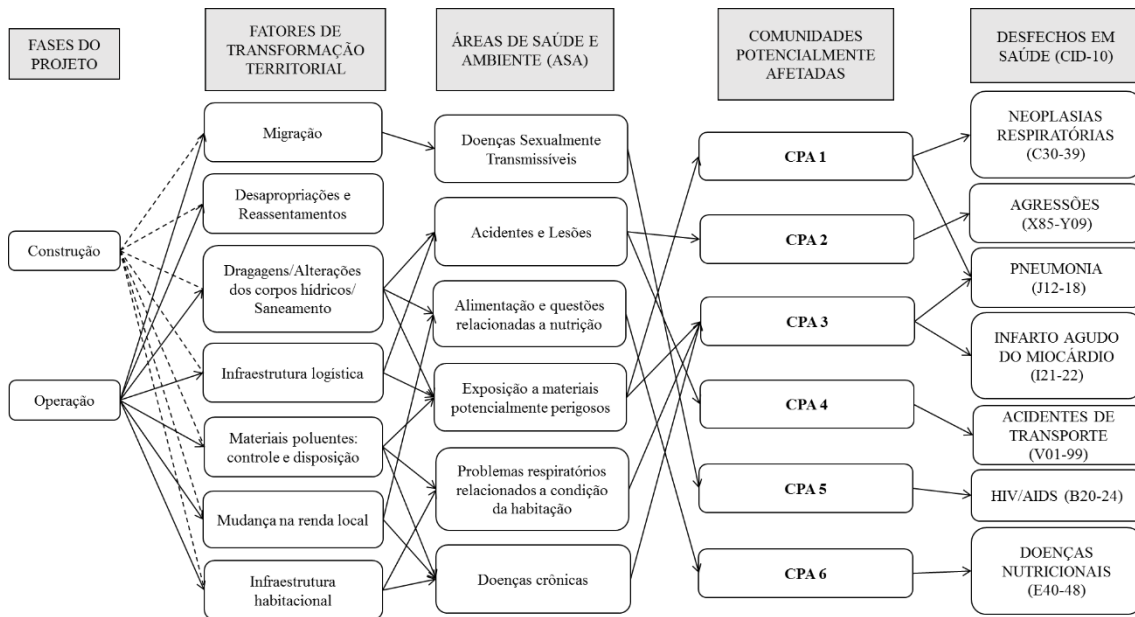 FASES DO
PROJETO
FATORES DE
TRANSFORMAÇÃO
TERRITORIAL
ÁREAS DE SAÚDE E
AMBIENTE (ASA)
COMUNIDADES
POTENCIALMENTE
AFETADAS
DESFECHOS EM
SAÚDE (CID-10)
Construção
Operação
Migração
Desapropriações e
Reassentamentos
Dragagens/Alterações
dos corpos hídricos/
Saneamento
Infraestrutura logística
Materiais poluentes:
controle e disposição
Mudança na renda local
Infraestrutura
habitacional
Doenças Sexualmente
Transmissíveis
Acidentes e Lesões
Alimentação e questões
relacionadas a nutrição
Exposição a materiais
potencialmente perigosos
Problemas respiratórios
relacionados a condição
da habitação
Doenças crônicas
CPA 1
CPA 2
CPA 3
CPA 4
CPA 5
CPA 6
NEOPLASIAS
RESPIRATÓRIAS
(C30-39)
AGRESSÕES
(X85-Y09)
PNEUMONIA
(J12-18)
INFARTO AGUDO
DO MIOCÁRDIO
(I21-22)
ACIDENTES DE
TRANSPORTE
(V01-99)
HIV/AIDS (B20-24)
DOENÇAS
NUTRICIONAIS
(E40-48)